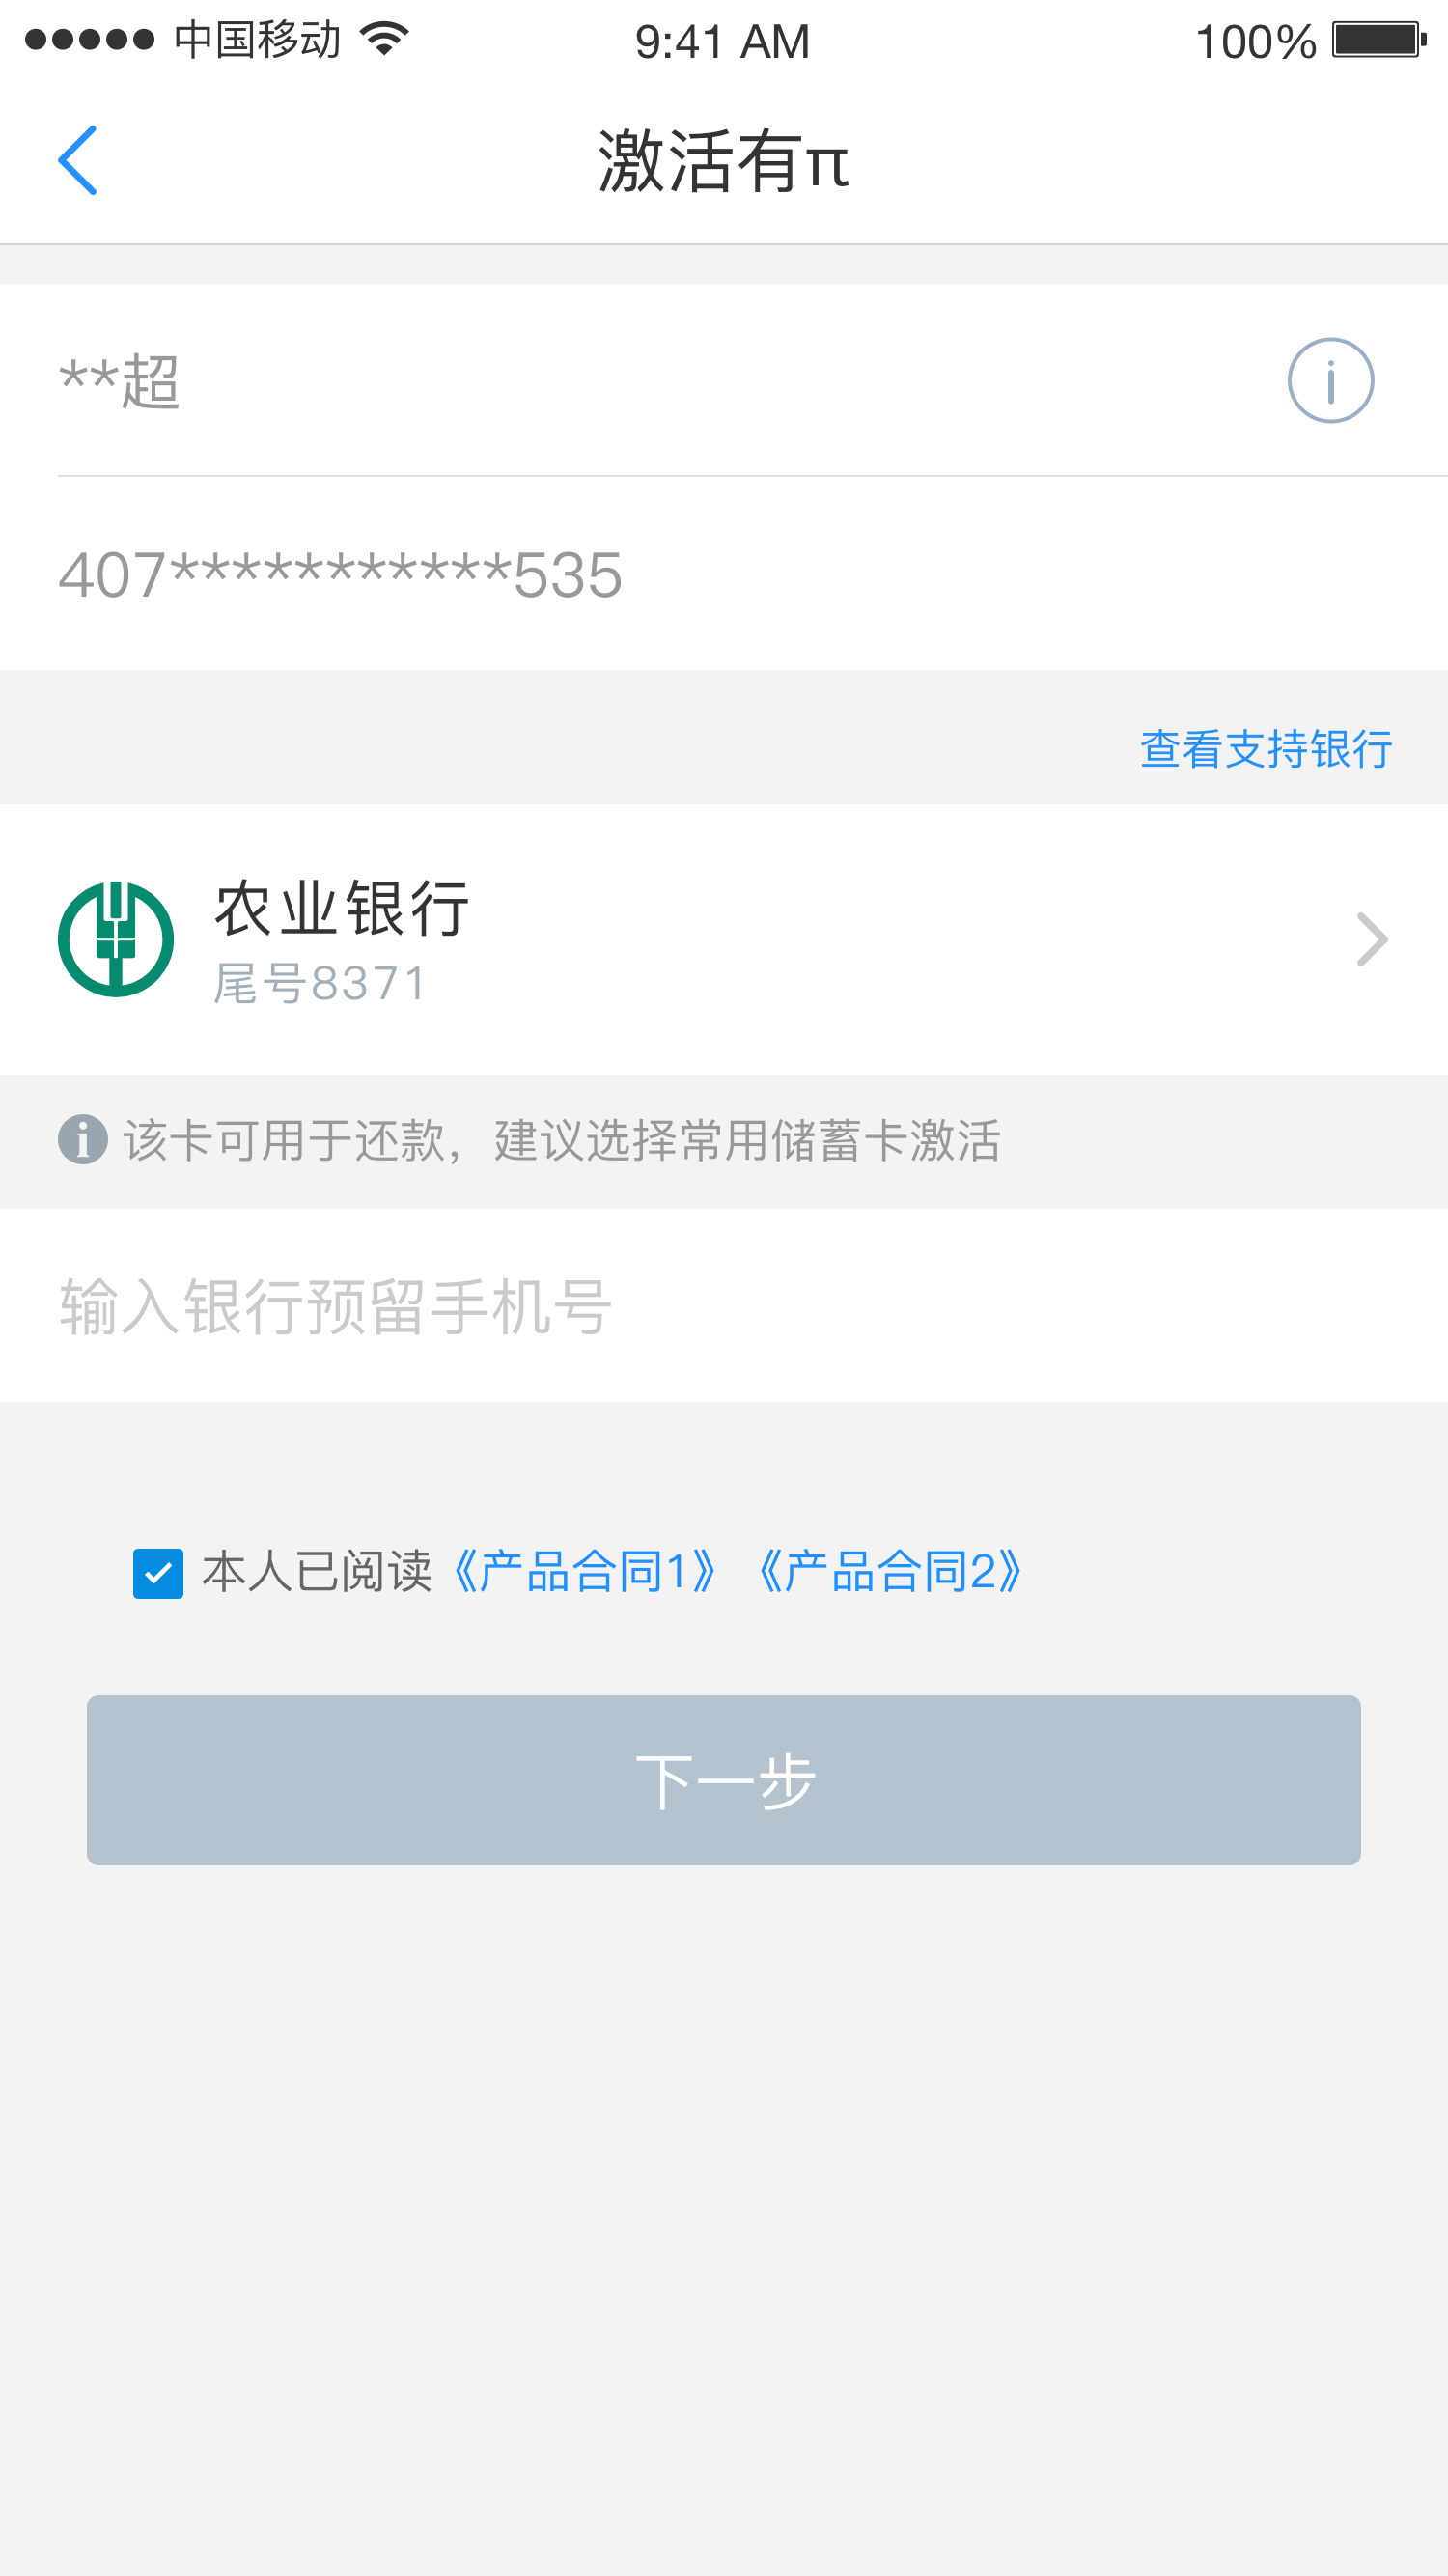 中国移动 9:41 AM 100%
激活有π
**超
407***********535
查看支持银行
农业银行
尾号8371
该卡可用于还款，建议选择常用储蓄卡激活
输入银行预留手机号
本人已阅读《产品合同1》《产品合同2》
下一步